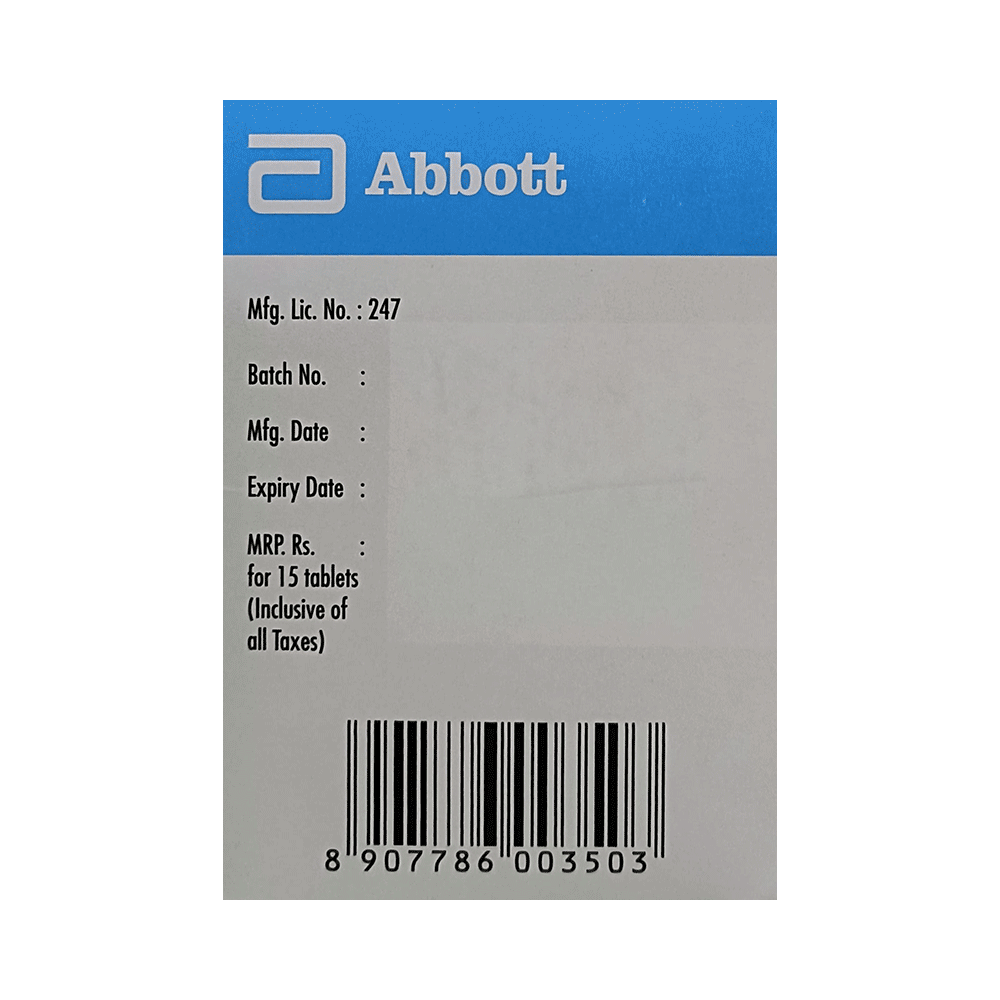 Abbott
Mfg. Lic. No. : 247
Batch No. :
Mfg. Date :
Expiry Date :
MRP. Rs. :
for 15 tablets
(Inclusive of
all Taxes)
8 907786 003503